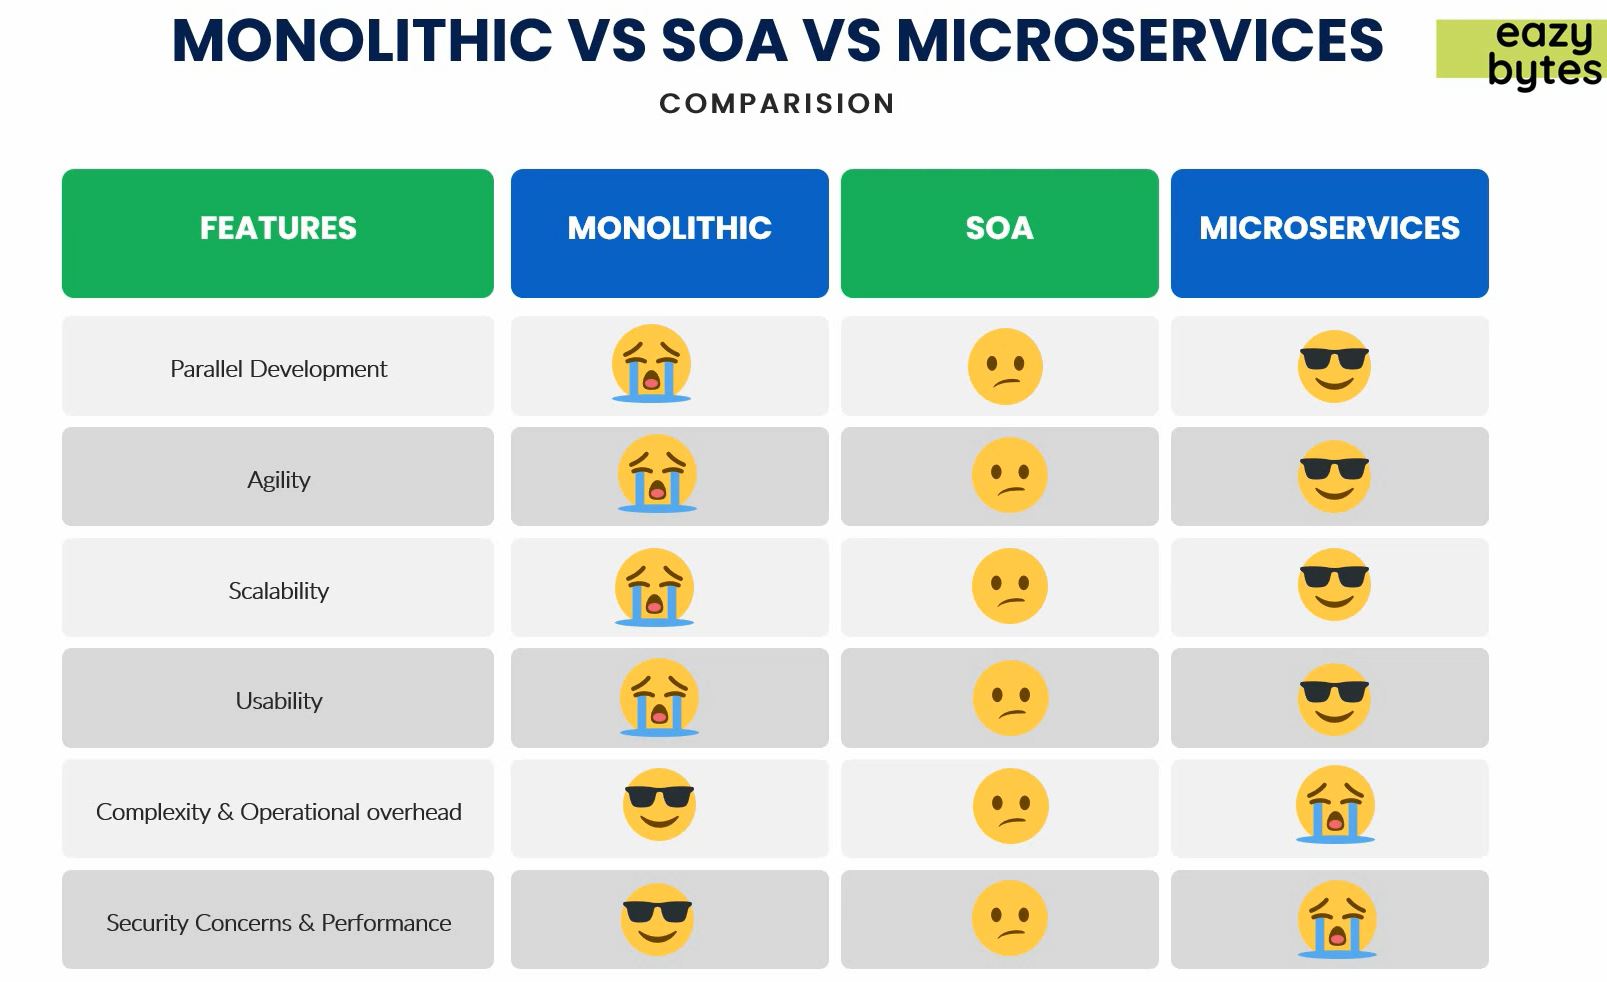 MONOLITHIC VS SOA VS MICROSERVICES
eazy
bytes
COMPARISION
FEATURES MONOLITHIC SOA MICROSERVICES
Parallel Development
Agility
Scalability
Usability
Complexity & Operational overhead
Security Concerns & Performance